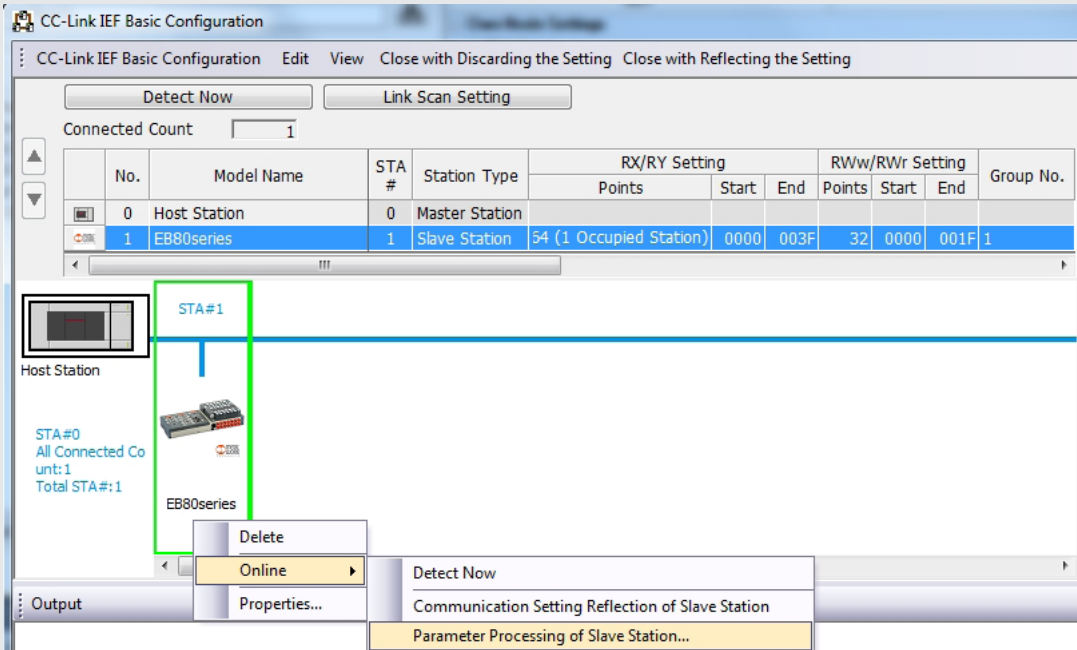 CC-Link IEF Basic Configuration
CC-Link IEF Basic Configuration Edit View Close with Discarding the Setting Close with Reflecting the Setting
Detect Now Link Scan Setting
Connected Count 1
No. Model Name STA # Station Type RX/RY Setting RWw/RWr Setting Group No.
Points Start End Points Start End
0 Host Station 0 Master Station
1 EB80series 1 Slave Station 54 (1 Occupied Station) 0000 003F 32 0000 001F 1
STA#1
Host Station
STA#0
All Connected Co
unt:1
Total STA#:1
EB80series
Delete
Online
Properties...
Detect Now
Communication Setting Reflection of Slave Station
Parameter Processing of Slave Station...
Output